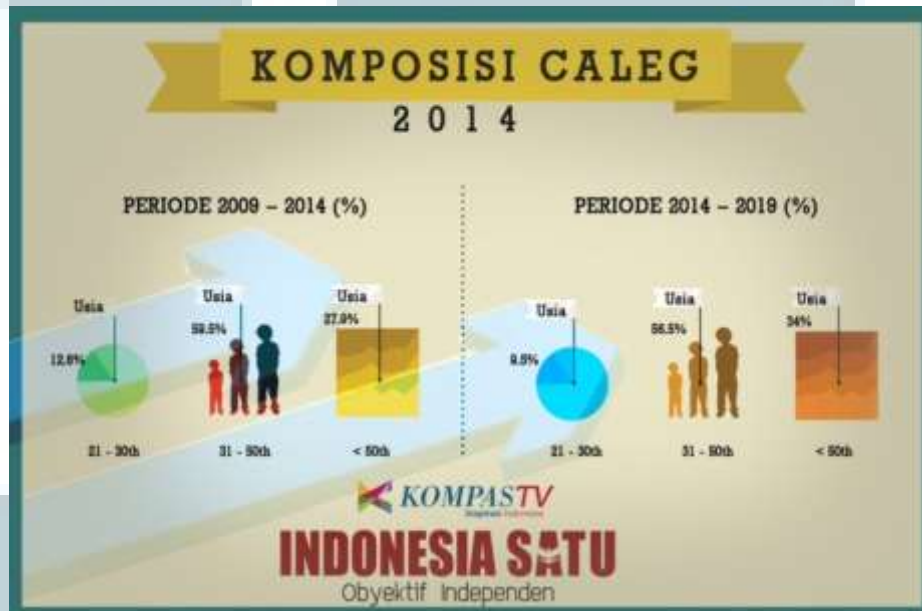 KOMPOSISI CALEG
2014
PERIODE 2009 – 2014 (%)
Usia
12.6%
21 - 30th
Usia
59.5%
31 - 50th
Usia
27.9%
< 50th
PERIODE 2014 – 2019 (%)
Usia
9.5%
21 - 30th
Usia
56.5%
31 - 50th
Usia
34%
< 50th
KOMPASTV
Inspirasi Indonesia
INDONESIA SATU
Obyektif Independen